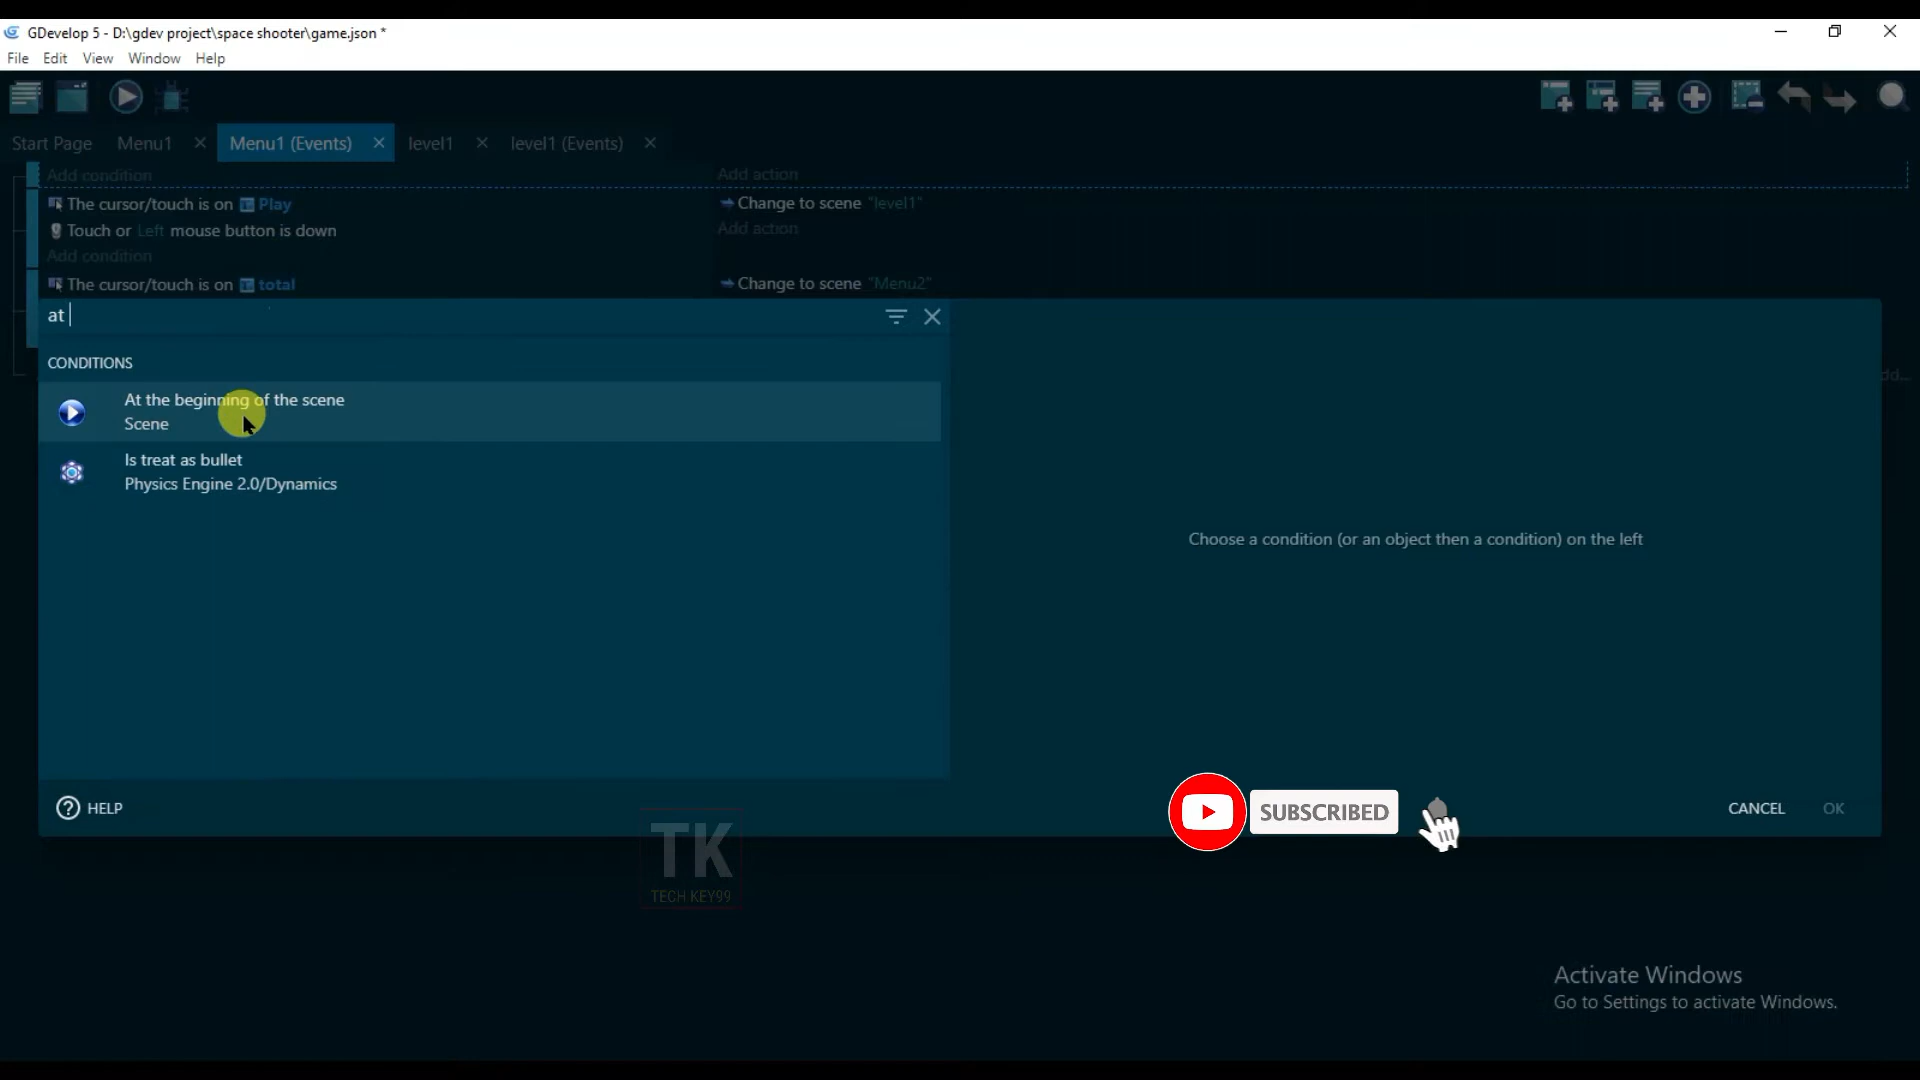 GDevelop 5 - D:\gdev project\space shooter\game.json *
File Edit View Window Help
Start Page Menu1 Menu1 (Events) level1 level1 (Events)
Add condition Add action
The cursor/touch is on Play Change to scene "level1"
Touch or Left mouse button is down Add action
Add condition
The cursor/touch is on total Change to scene "Menu2"
at
CONDITIONS
At the beginning of the scene
Scene
Is treat as bullet
Physics Engine 2.0/Dynamics
Choose a condition (or an object then a condition) on the left
HELP
SUBSCRIBED
CANCEL OK
TK
TECH KEY99
Activate Windows
Go to Settings to activate Windows.